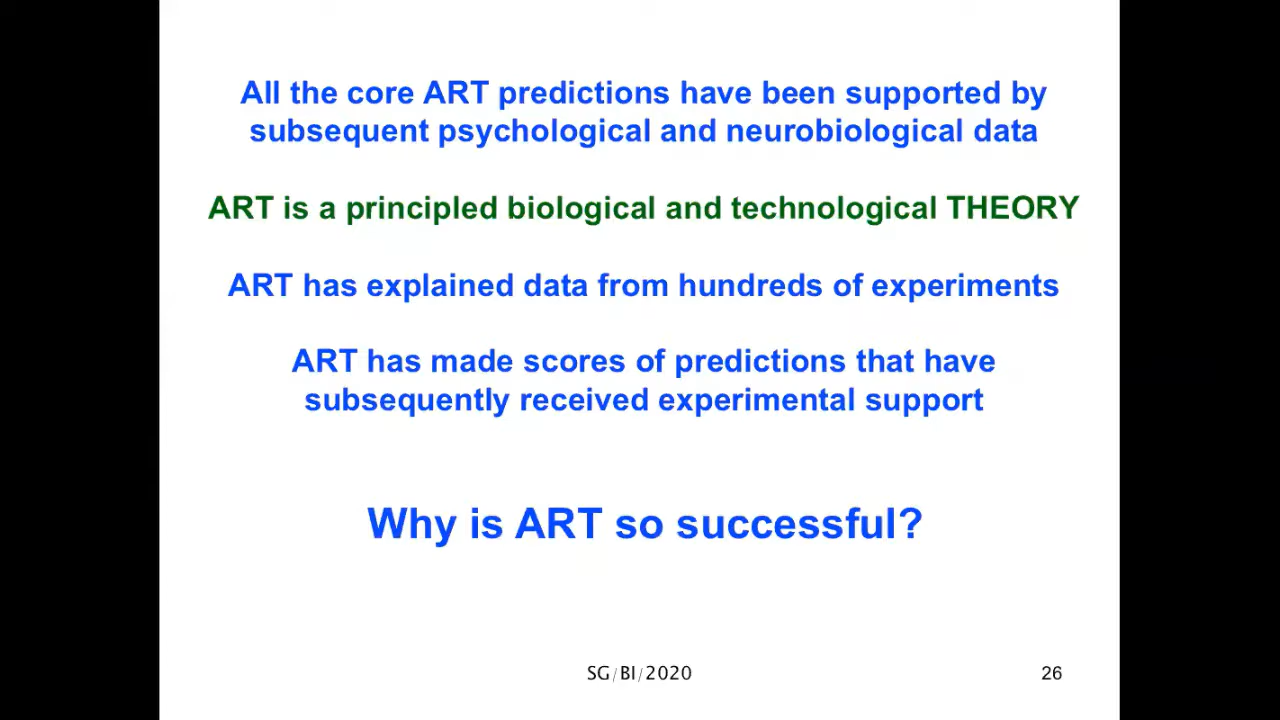 All the core ART predictions have been supported by
subsequent psychological and neurobiological data
ART is a principled biological and technological THEORY
ART has explained data from hundreds of experiments
ART has made scores of predictions that have
subsequently received experimental support
Why is ART so successful?
SG/BI/2020
26